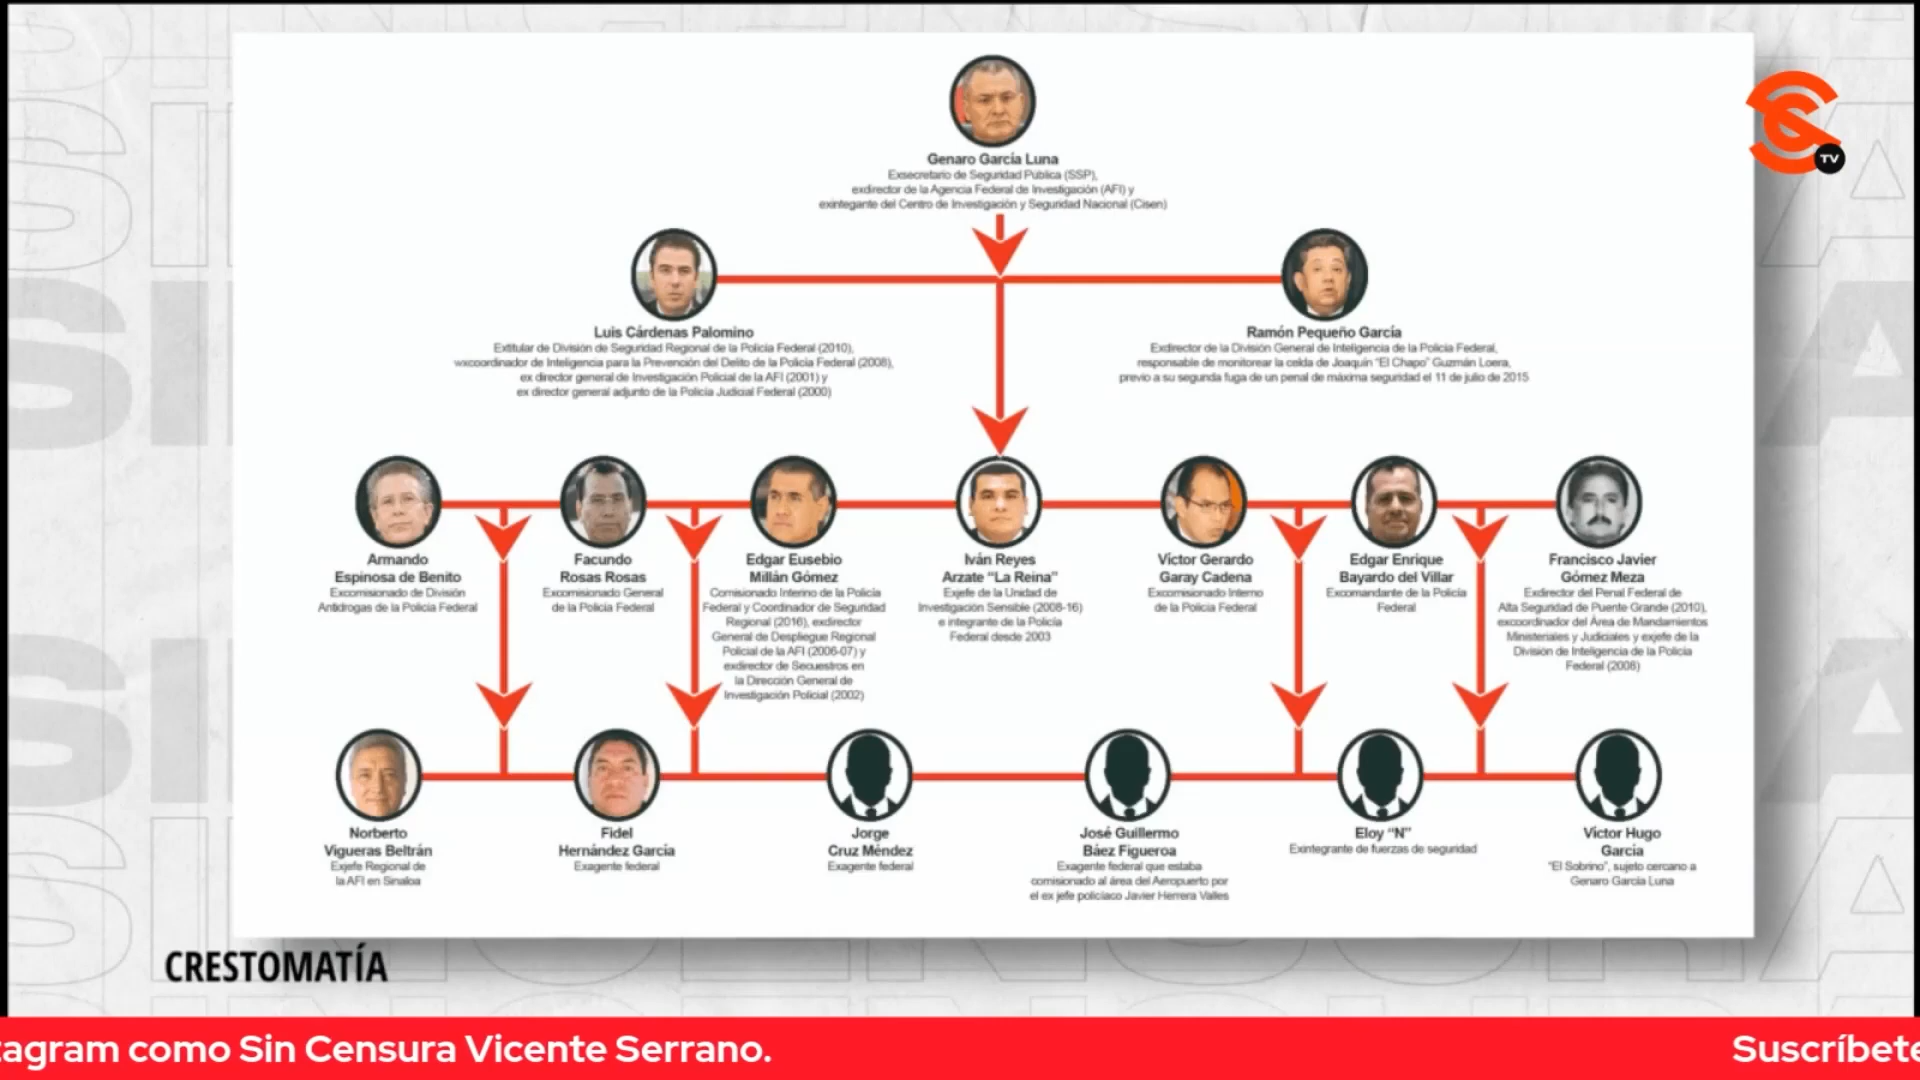 TV
Genaro García Luna
Exsecretario de Seguridad Pública (SSP),
exdirector de la Agencia Federal de Investigación (AFI) y
exintegante del Centro de Investigación y Seguridad Nacional (Cisen)
Luis Cárdenas Palomino
Extitular de División de Seguridad Regional de la Policía Federal (2010),
wxcoordinador de Inteligencia para la Prevención del Delito de la Policía Federal (2008),
ex director general de Investigación Policial de la AFI (2001) y
ex director general adjunto de la Policía Judicial Federal (2000)
Ramón Pequeño García
Exdirector de la División General de Inteligencia de la Policía Federal,
responsable de monitorear la celda de Joaquín "El Chapo" Guzmán Loera,
previo a su segunda fuga de un penal de máxima seguridad el 11 de julio de 2015
Armando
Espinosa de Benito
Excomisionado de División
Antidrogas de la Policía Federal
Facundo
Rosas Rosas
Excomisionado General
de la Policía Federal
Edgar Eusebio
Millán Gómez
Comisionado Interino de la Policía
Federal y Coordinador de Seguridad
Regional (2016), exdirector
General de Despliegue Regional
Policial de la AFI (2006-07) y
exdirector de Secuestros en
la Dirección General de
Investigación Policial (2002)
Iván Reyes
Arzate "La Reina"
Exjefe de la Unidad de
Investigación Sensible (2008-16)
e integrante de la Policía
Federal desde 2003
Víctor Gerardo
Garay Cadena
Excomisionado Interno
de la Policía Federal
Edgar Enrique
Bayardo del Villar
Excomandante de la Policía
Federal
Francisco Javier
Gómez Meza
Exdirector del Penal Federal de
Alta Seguridad de Puente Grande (2010),
excoordinador del Área de Mandamientos
Ministeriales y Judiciales y exjefe de la
División de Inteligencia de la Policía
Federal (2008)
Norberto
Vigueras Beltrán
Exjefe Regional de
la AFI en Sinaloa
Fidel
Hernández García
Exagente federal
Jorge
Cruz Méndez
Exagente federal
José Guillermo
Báez Figueroa
Exagente federal que estaba
comisionado al área del Aeropuerto por
el ex jefe policíaco Javier Herrera Valles
Eloy "N"
Exintegrante de fuerzas de seguridad
Víctor Hugo
García
"El Sobrino", sujeto cercano a
Genaro García Luna
CRESTOMATÍA
tagram como Sin Censura Vicente Serrano.
Suscríbete